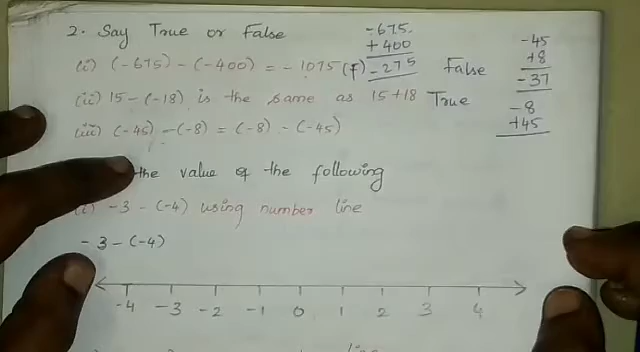 2. Say True or False
(i) (-675) - (-400) = -1075 (F) False
-675.
+400
-275
(ii) 15 - (-18) is the same as 15+18 True
(iii) (-45) - (-8) = (-8) - (-45)
-45
+8
-37
-8
+45
the value of the following
(i) -3 - (-4) using number line
-3 - (-4)
-4 -3 -2 -1 0 1 2 3 4